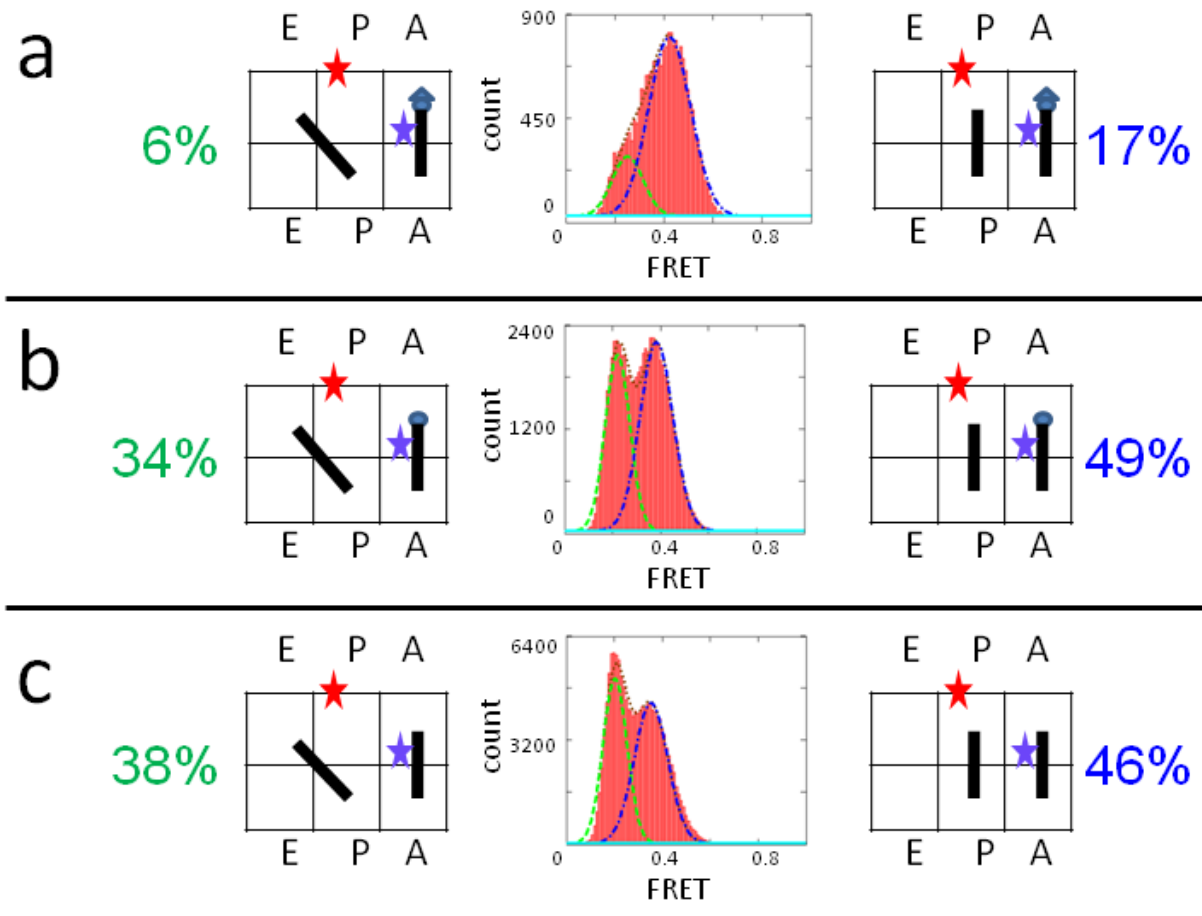 a
E P A
6%
E P A
900
450
0
count
0 0.4 0.8
FRET
E P A
17%
E P A
b
E P A
34%
E P A
2400
1200
0
count
0 0.4 0.8
FRET
E P A
49%
E P A
c
E P A
38%
E P A
6400
3200
count
0 0.4 0.8
FRET
E P A
46%
E P A